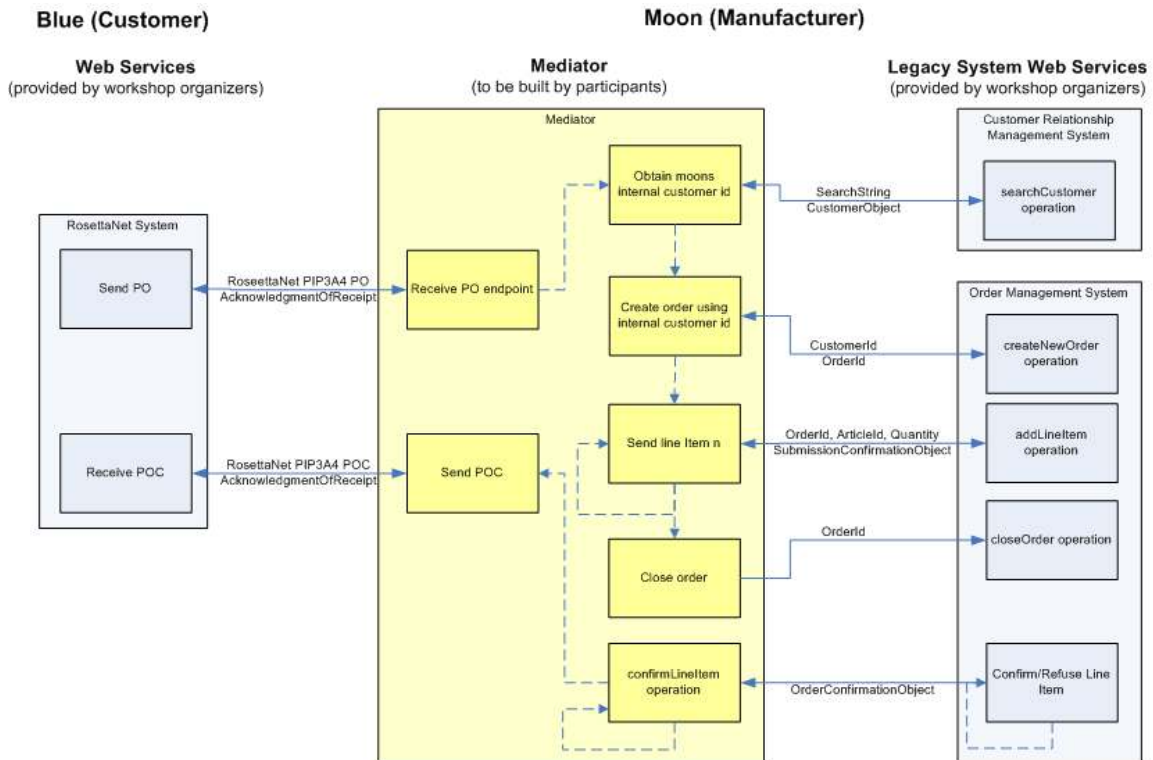 Blue (Customer)
Moon (Manufacturer)
Web Services
(provided by workshop organizers)
Mediator
(to be built by participants)
Legacy System Web Services
(provided by workshop organizers)
Mediator
Customer Relationship
Management System
Obtain moons
internal customer id
SearchString
CustomerObject
searchCustomer
operation
RosettaNet System
Send PO
RoseettaNet PIP3A4 PO
AcknowledgmentOfReceipt
Receive PO endpoint
Create order using
internal customer id
Order Management System
CustomerId
OrderId
createNewOrder
operation
Receive POC
RosettaNet PIP3A4 POC
AcknowledgmentOfReceipt
Send POC
Send line Item n
OrderId, ArticleId, Quantity
SubmissionConfirmationObject
addLineItem
operation
OrderId
closeOrder operation
Close order
confirmLineItem
operation
OrderConfirmationObject
Confirm/Refuse Line
Item